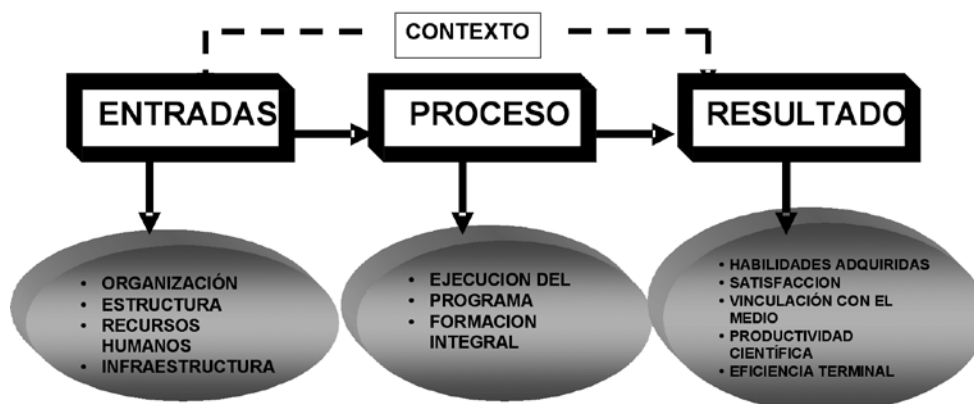 CONTEXTO
ENTRADAS
PROCESO
RESULTADO
• ORGANIZACIÓN
• ESTRUCTURA
• RECURSOS
HUMANOS
• INFRAESTRUCTURA
• EJECUCION DEL
• PROGRAMA
• FORMACION
INTEGRAL
• HABILIDADES ADQUIRIDAS
• SATISFACCION
• VINCULACIÓN CON EL
MEDIO
• PRODUCTIVIDAD
CIENTÍFICA
• EFICIENCIA TERMINAL